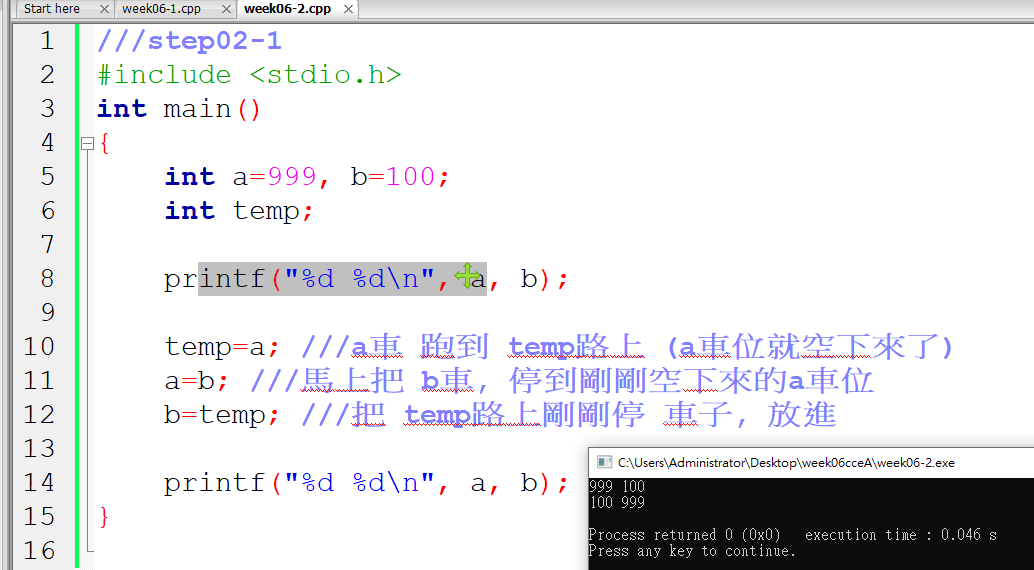 Start here week06-1.cpp week06-2.cpp
1 ///step02-1
2 #include <stdio.h>
3 int main()
4 {
5 int a=999, b=100;
6 int temp;
7
8 printf("%d %d\n", a, b);
9
10 temp=a; ///a車 跑到 temp路上 (a車位就空下來了)
11 a=b; ///馬上把 b車, 停到剛剛空下來的a車位
12 b=temp; ///把 temp路上剛剛停 車子, 放進
13
14 printf("%d %d\n", a, b);
15 }
16
C:\Users\Administrator\Desktop\week06cceA\week06-2.exe
999 100
100 999
Process returned 0 (0x0) execution time : 0.046 s
Press any key to continue.